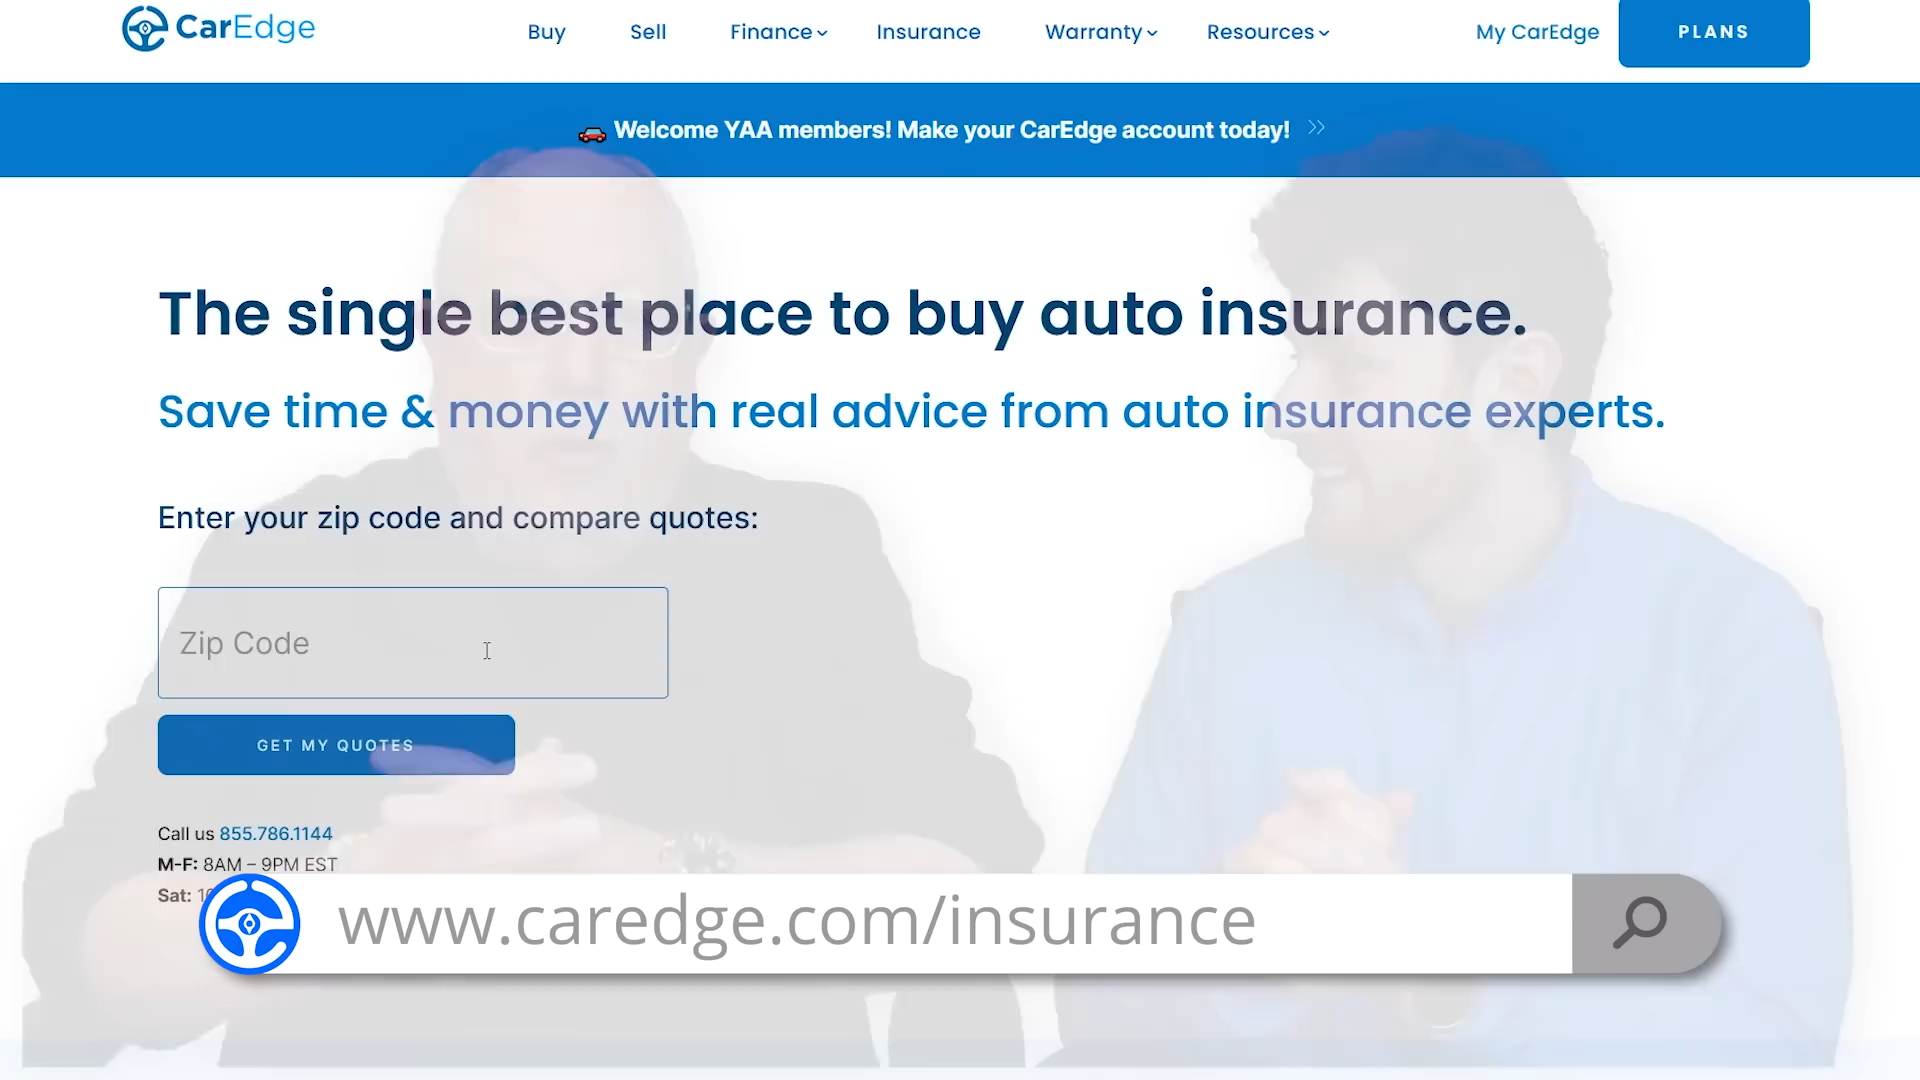 CarEdge
Buy
Sell
Finance
Insurance
Warranty
Resources
My CarEdge
PLANS
Welcome YAA members! Make your CarEdge account today!
The single best place to buy auto insurance.
Save time & money with real advice from auto insurance experts.
Enter your zip code and compare quotes:
Zip Code
GET MY QUOTES
Call us 855.786.1144
M-F: 8AM – 9PM EST
Sat:
www.caredge.com/insurance